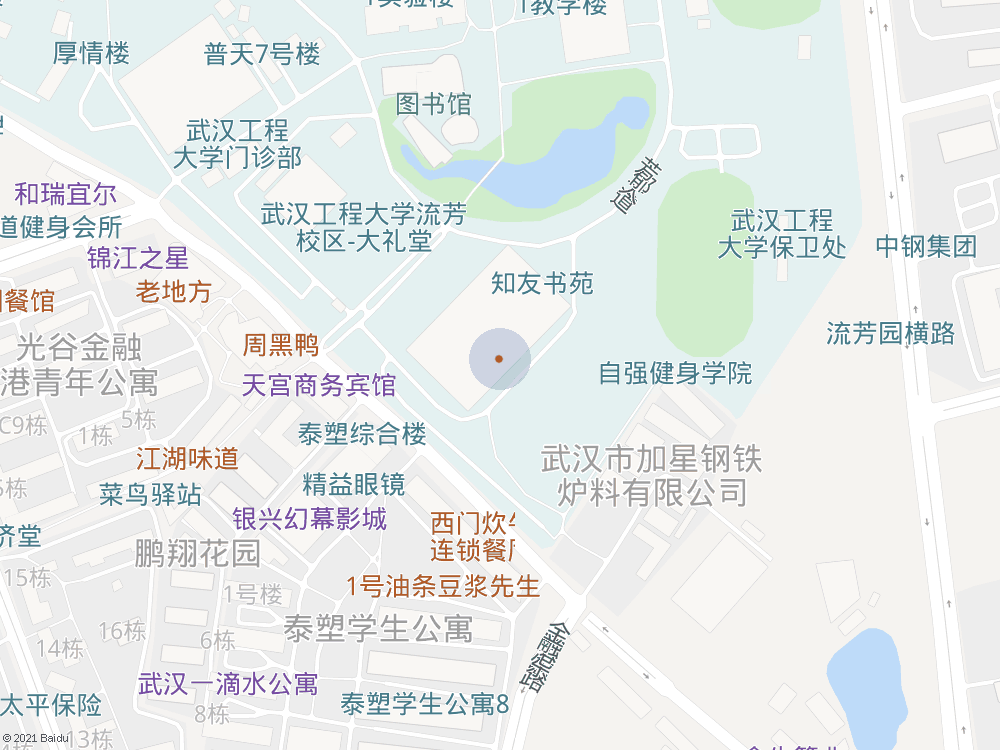 1教学楼
厚情楼
普天7号楼
图书馆
武汉工程
大学门诊部
芳郁道
和瑞宜尔
道健身会所
武汉工程大学流芳
校区-大礼堂
武汉工程
大学保卫处
中钢集团
锦江之星
知友书苑
老地方
餐馆
流芳园横路
光谷金融
港青年公寓
周黑鸭
自强健身学院
天宫商务宾馆
C9栋
1栋
5栋
泰塑综合楼
江湖味道
武汉市加星钢铁
炉料有限公司
菜鸟驿站
精益眼镜
银兴幻幕影城
西门炊
连锁餐
济堂
鹏翔花园
15栋
1号油条豆浆先生
1号楼
16栋
6栋
泰塑学生公寓
14栋
金融港路
武汉一滴水公寓
太平保险
8栋
泰塑学生公寓8
13栋
© 2021 Baidu